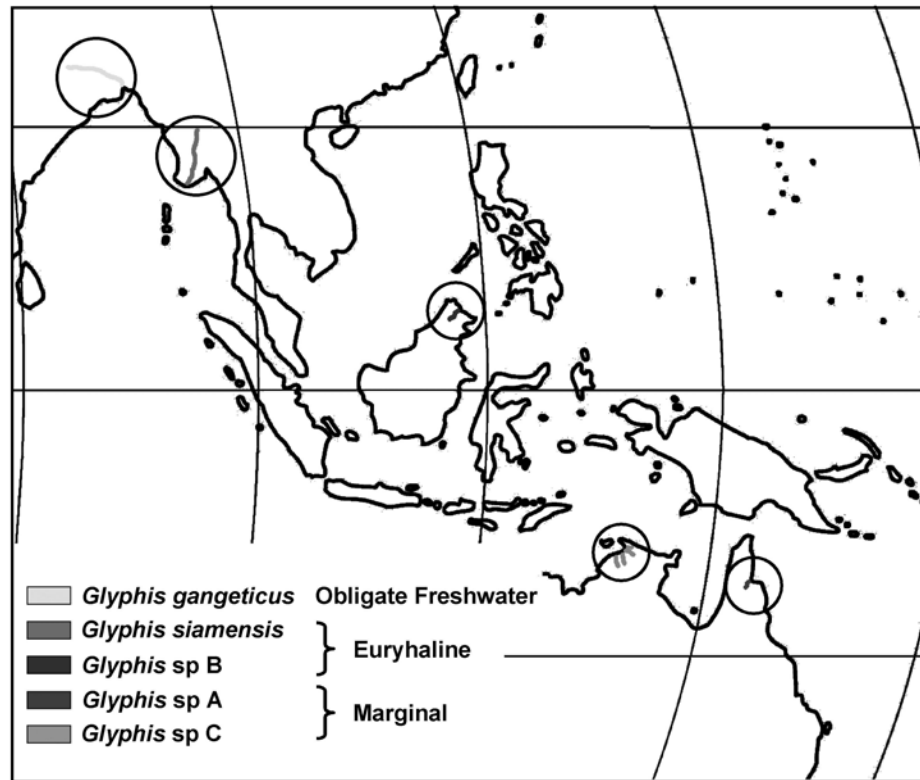 Glyphis gangeticus Obligate Freshwater
Glyphis siamensis
Euryhaline
Glyphis sp B
Glyphis sp A
Marginal
Glyphis sp C